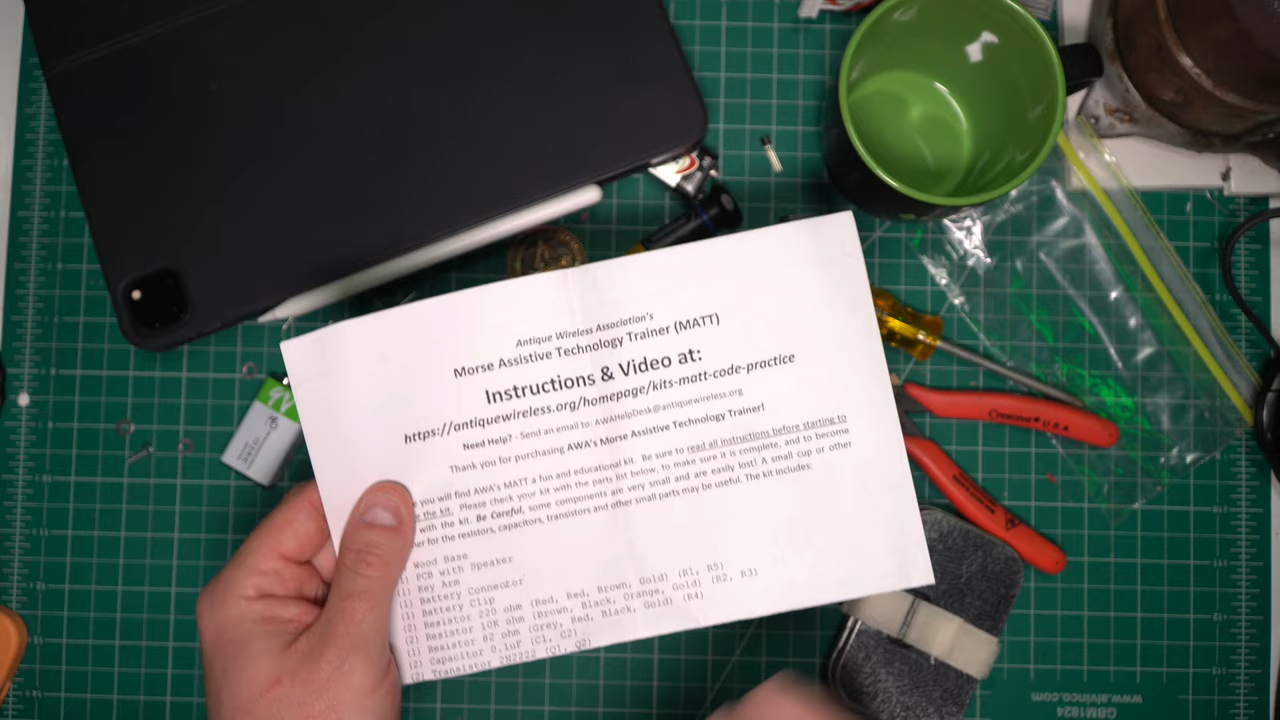 Antique Wireless Association's
Morse Assistive Technology Trainer (MATT)
Instructions & Video at:
https://antiquewireless.org/homepage/kits-matt-code-practice
Need Help? - Send an email to: AWAHelpDesk@antiquewireless.org
Thank you for purchasing AWA's Morse Assistive Technology Trainer!
you will find AWA's MATT a fun and educational kit. Be sure to read all instructions before starting to
the kit. Please check your kit with the parts list below, to make sure it is complete, and to become
with the kit. Be Careful, some components are very small and are easily lost! A small cup or other
for the resistors, capacitors, transistors and other small parts may be useful. The kit includes:
Wood Base
(1) PCB with Speaker
(1) Key Arm
(1) Battery Connector
(1) Battery Clip
(2) Resistor 220 ohm (Red, Red, Brown, Gold) (R1, R5)
(2) Resistor 10K ohm (Brown, Black, Orange, Gold) (R2, R3)
(1) Resistor 82 ohm (Grey, Red, Black, Gold) (R4)
(2) Capacitor 0.1uF (C1, C2)
(2) Transistor 2N2222 (Q1, Q2)
9V
Crescent U.S.A
www.alvinco.com
GBM1824